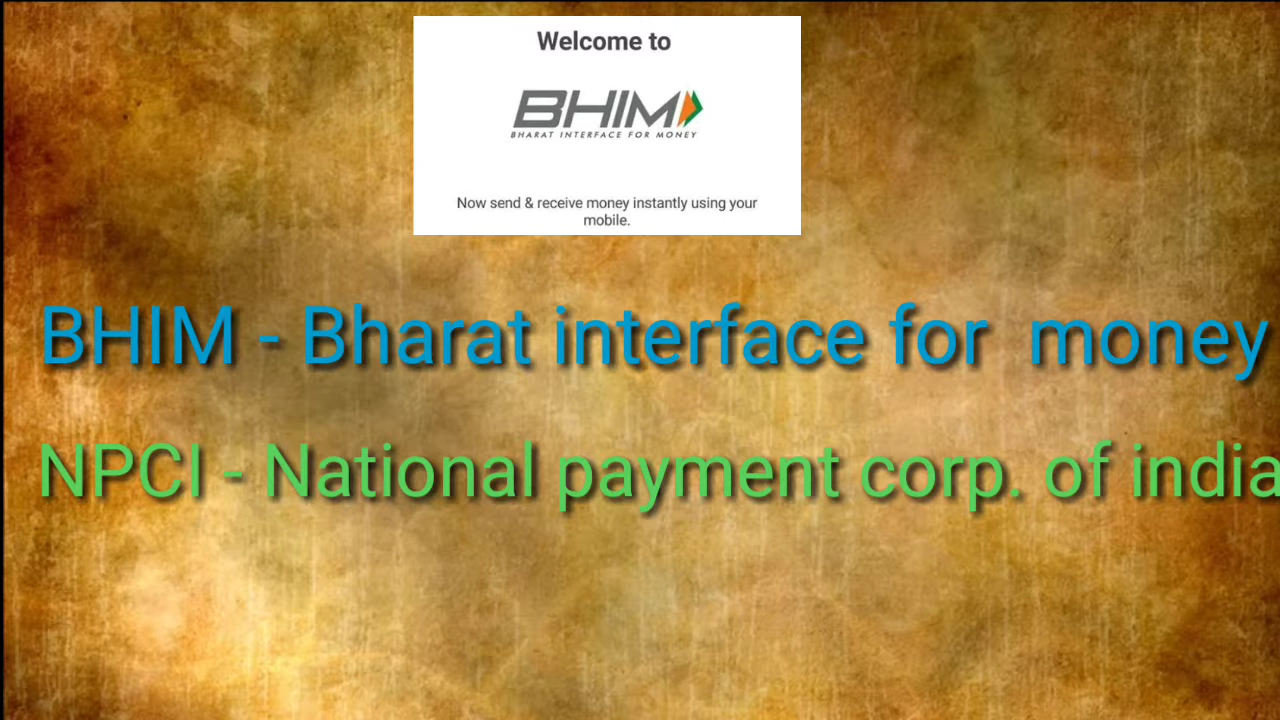 Welcome to
BHIM
BHARAT INTERFACE FOR MONEY
Now send & receive money instantly using your
mobile.
BHIM - Bharat interface for money
NPCI - National payment corp. of india